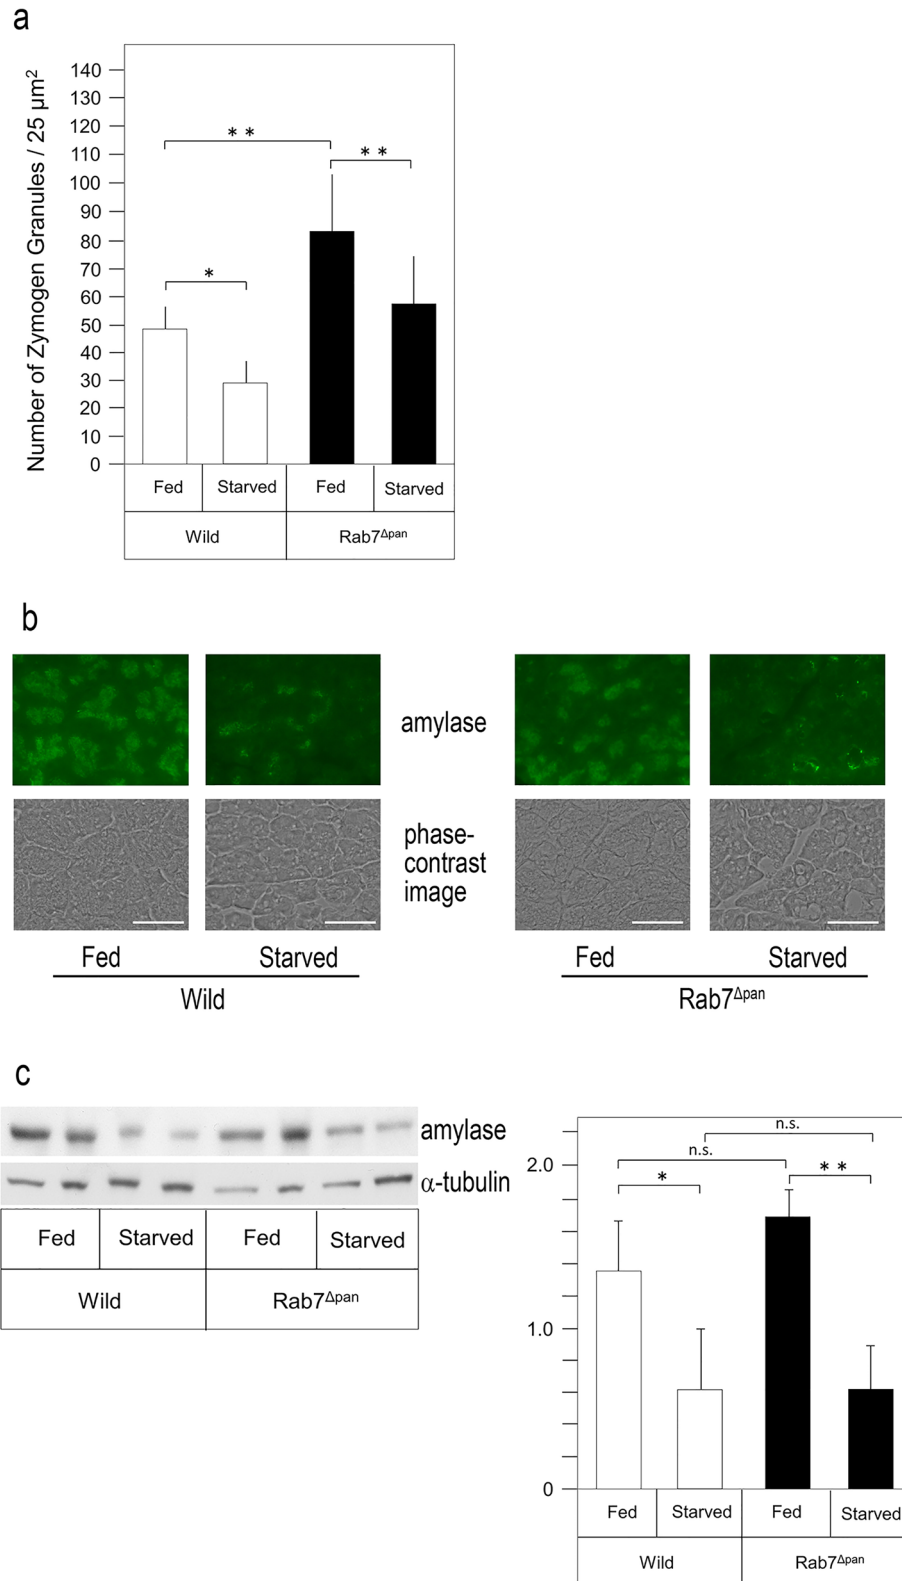 a
Number of Zymogen Granules / 25 μm²
140
130
120
110
100
90
80
70
60
50
40
30
20
10
0
* *
* *
*
Fed Starved Fed Starved
Wild Rab7Δpan
b
amylase
phase-
contrast
image
Fed Starved Fed Starved
Wild Rab7Δpan
c
amylase
α-tubulin
Fed Starved Fed Starved
Wild Rab7Δpan
n.s.
n.s.
* * *
2.0
1.0
0
Fed Starved Fed Starved
Wild Rab7Δpan